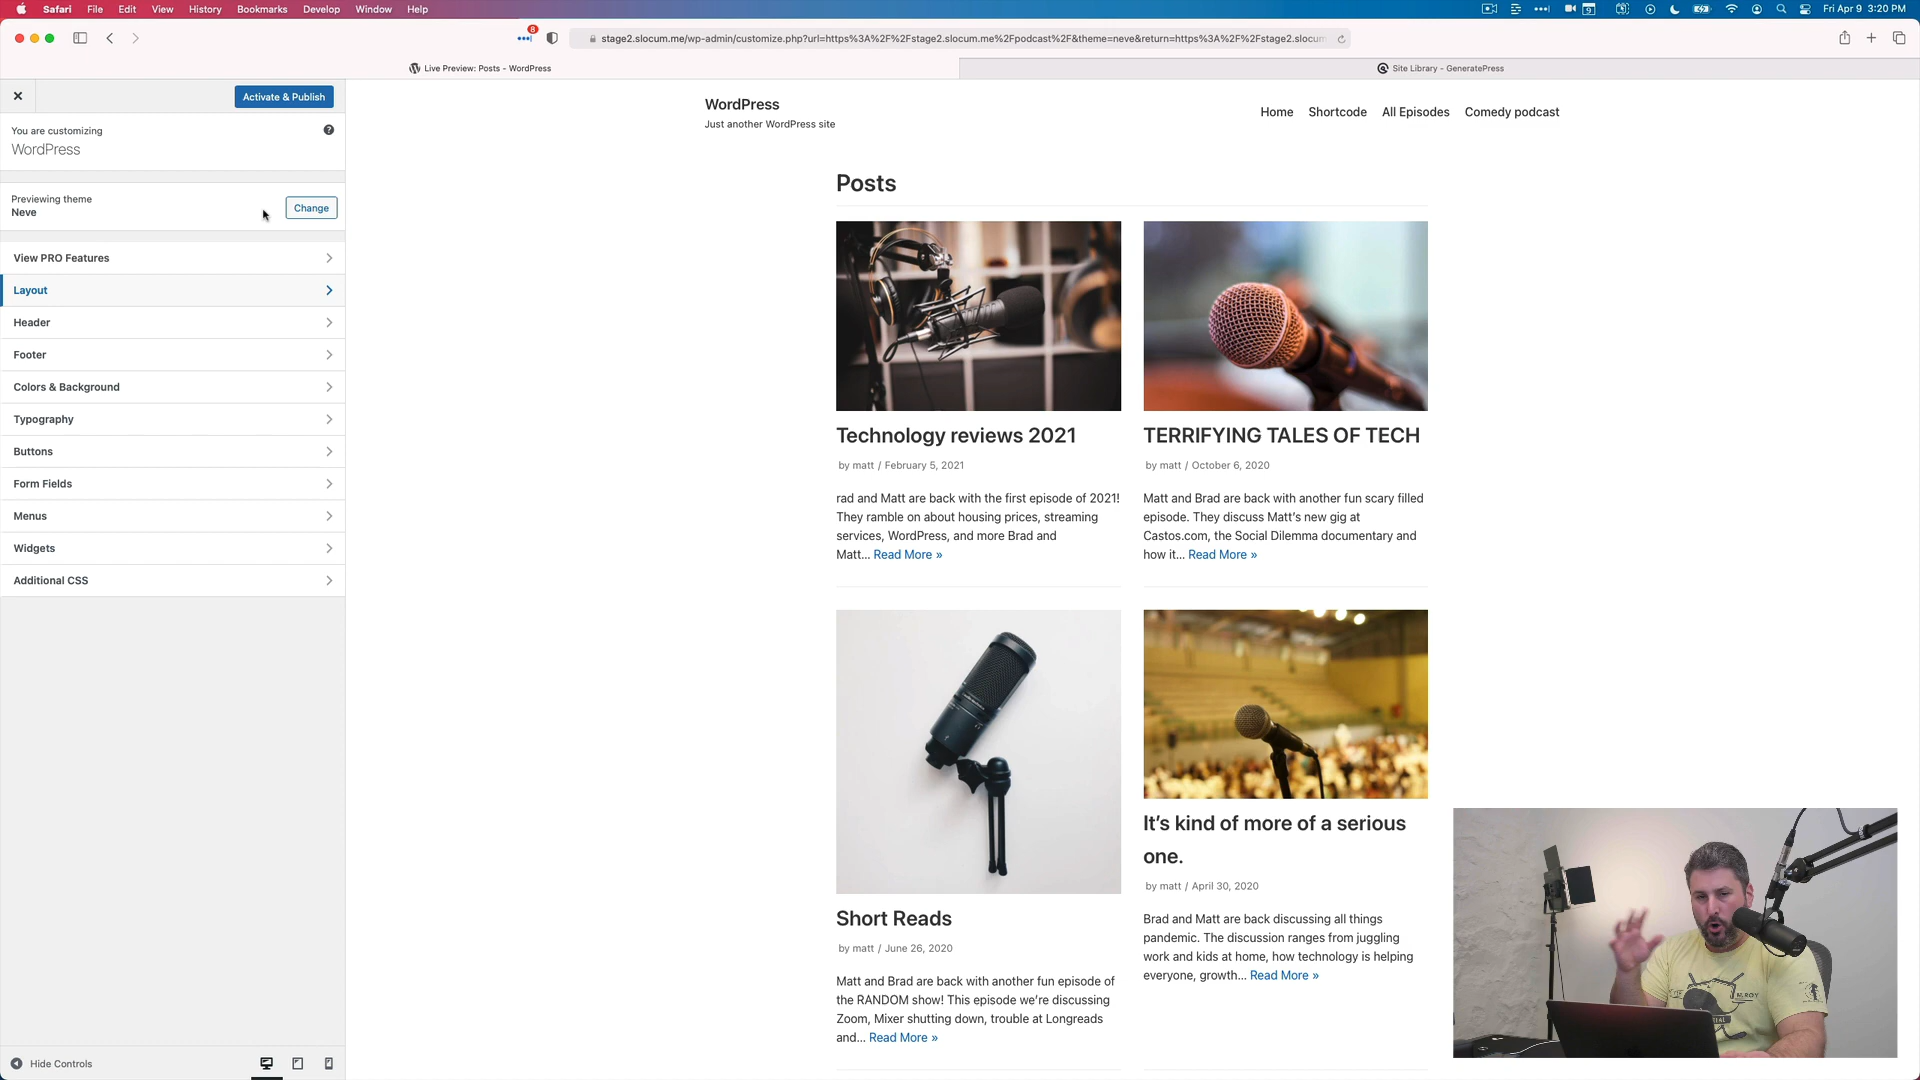 Safari File Edit View History Bookmarks Develop Window Help
9
Fri Apr 9 3:20 PM
8
stage2.slocum.me/wp-admin/customize.php?url=https%3A%2F%2Fstage2.slocum.me%2Fpodcast%2F&theme=neve&return=https%3A%2F%2Fstage2.slocum
Live Preview: Posts - WordPress
Site Library - GeneratePress
Activate & Publish
You are customizing
WordPress
Previewing theme
Neve
Change
View PRO Features
Layout
Header
Footer
Colors & Background
Typography
Buttons
Form Fields
Menus
Widgets
Additional CSS
Hide Controls
WordPress
Just another WordPress site
Home Shortcode All Episodes Comedy podcast
Posts
Technology reviews 2021
by matt / February 5, 2021
rad and Matt are back with the first episode of 2021!
They ramble on about housing prices, streaming
services, WordPress, and more Brad and
Matt... Read More »
TERRIFYING TALES OF TECH
by matt / October 6, 2020
Matt and Brad are back with another fun scary filled
episode. They discuss Matt's new gig at
Castos.com, the Social Dilemma documentary and
how it... Read More »
Short Reads
by matt / June 26, 2020
Matt and Brad are back with another fun episode of
the RANDOM show! This episode we're discussing
Zoom, Mixer shutting down, trouble at Longreads
and... Read More »
It's kind of more of a serious
one.
by matt / April 30, 2020
Brad and Matt are back discussing all things
pandemic. The discussion ranges from juggling
work and kids at home, how technology is helping
everyone, growth... Read More »